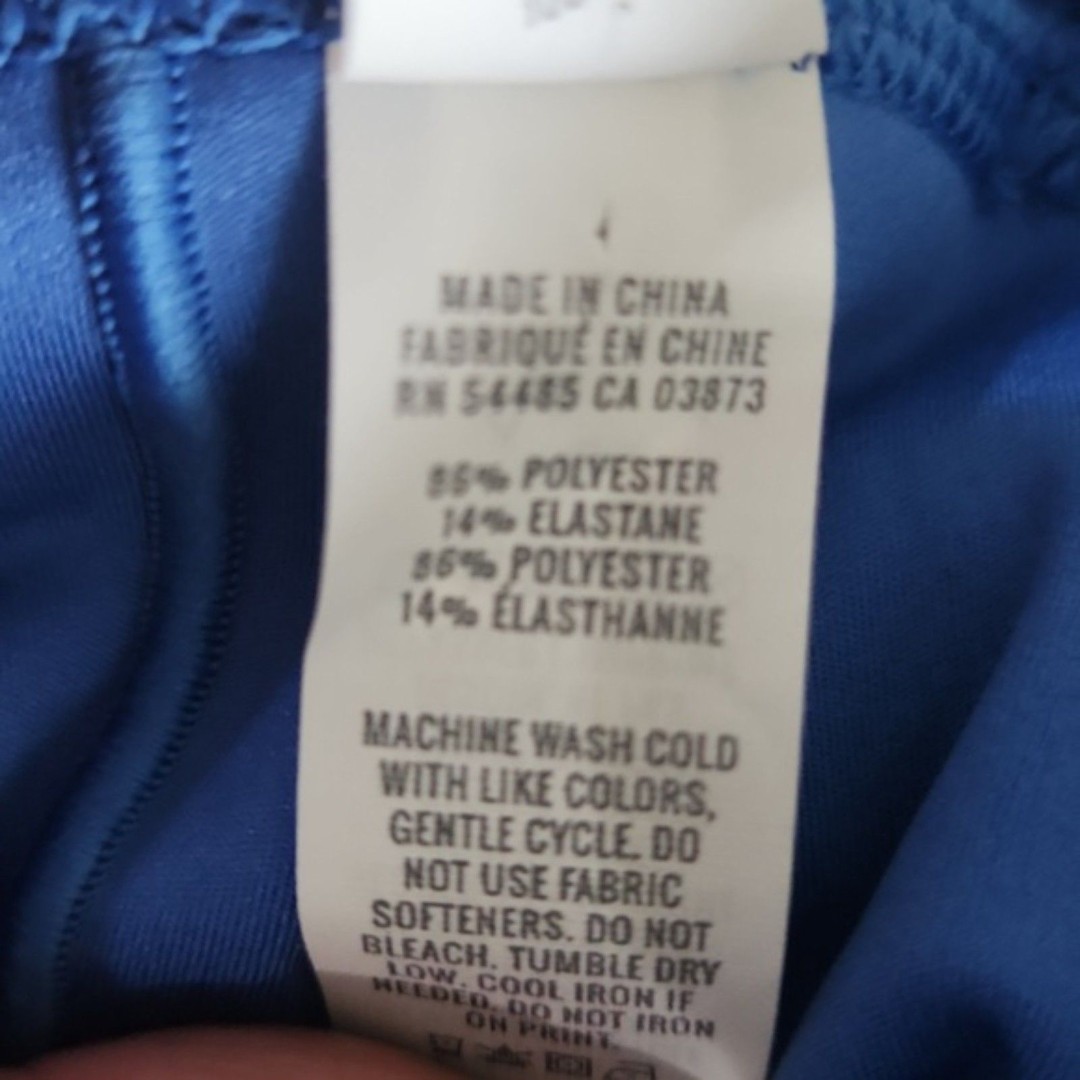 MADE IN CHINA
FABRIQUÉ EN CHINE
RN 54485 CA 03873
86% POLYESTER
14% ELASTANE
86% POLYESTER
14% ÉLASTHANNE
MACHINE WASH COLD
WITH LIKE COLORS,
GENTLE CYCLE. DO
NOT USE FABRIC
SOFTENERS. DO NOT
BLEACH. TUMBLE DRY
LOW. COOL IRON IF
NEEDED. DO NOT IRON
ON PRINT.